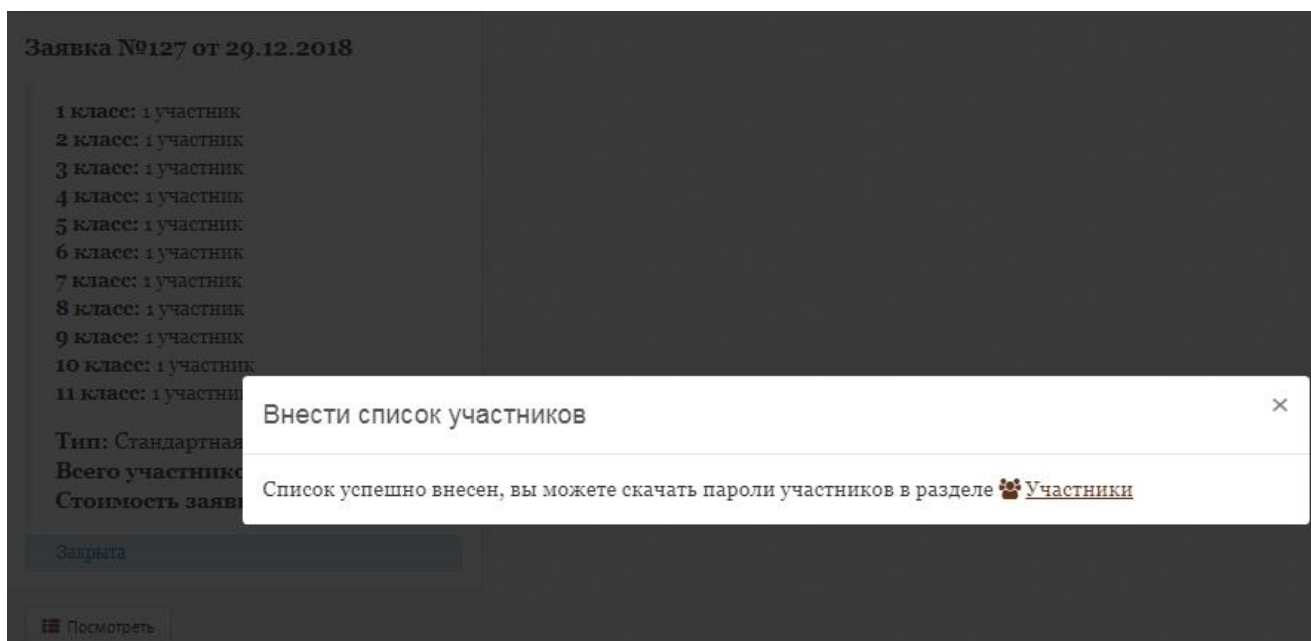 Заявка №127 от 29.12.2018
1 класс: 1 участник
2 класс: 1 участник
3 класс: 1 участник
4 класс: 1 участник
5 класс: 1 участник
6 класс: 1 участник
7 класс: 1 участник
8 класс: 1 участник
9 класс: 1 участник
10 класс: 1 участник
11 класс: 1
Тип: Стандартная
Всего
Стоимость
Внести список участников ×
Список успешно внесен, вы можете скачать пароли участников в разделе Участники
Закрыта
Посмотреть